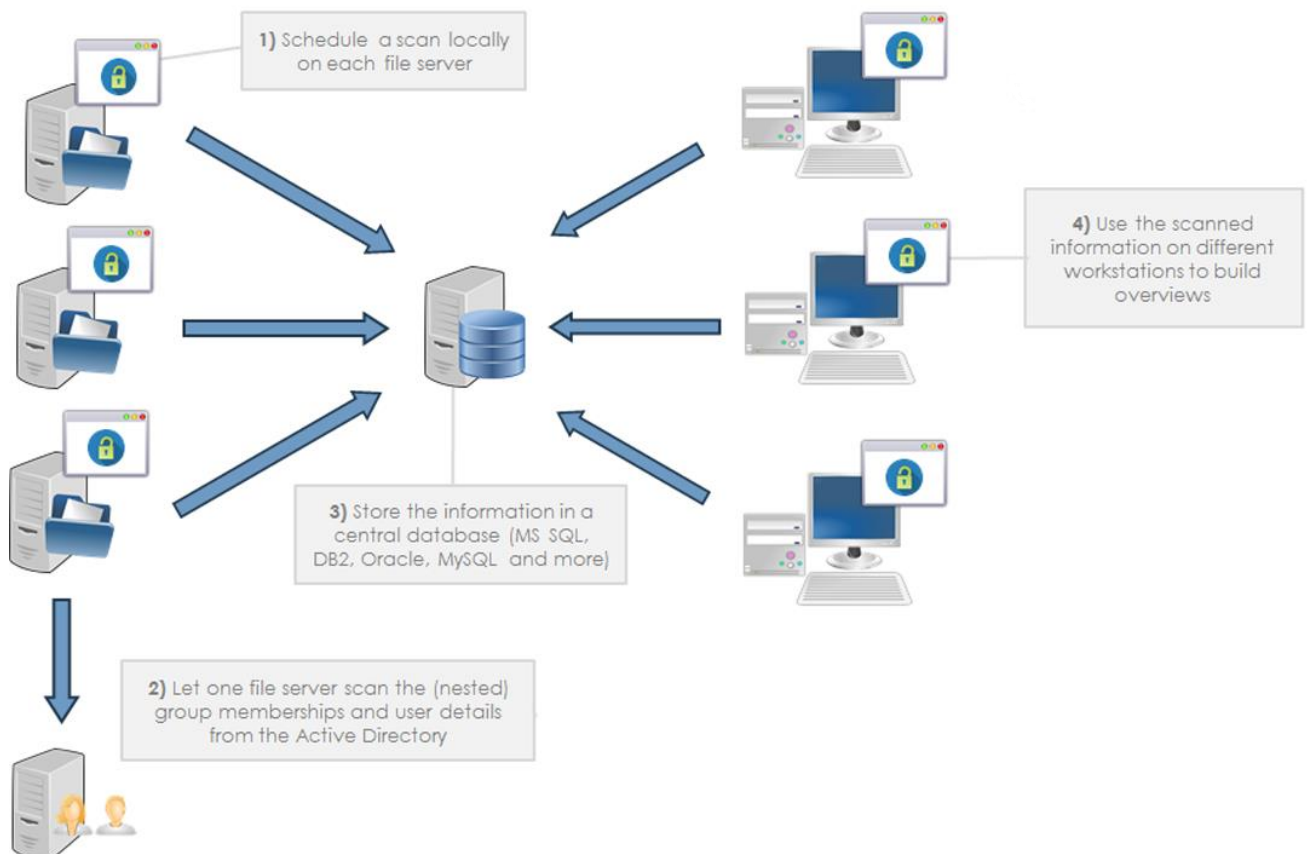 1) Schedule a scan locally
on each file server
4) Use the scanned
information on different
workstations to build
overviews
3) Store the information in a
central database (MS SQL,
DB2, Oracle, MySQL and more)
2) Let one file server scan the (nested)
group memberships and user details
from the Active Directory